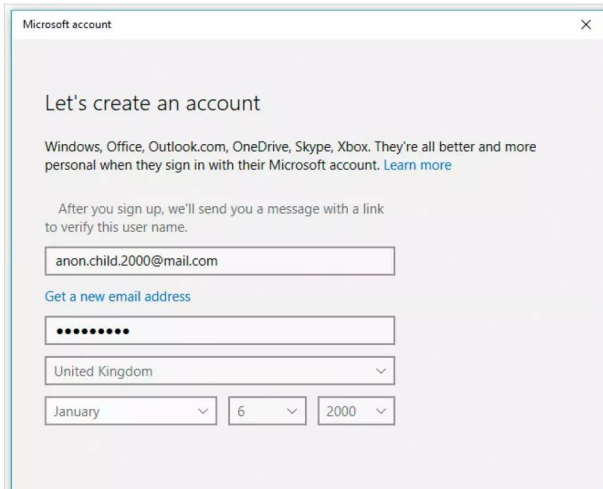 Microsoft account
Let's create an account
Windows, Office, Outlook.com, OneDrive, Skype, Xbox. They're all better and more
personal when they sign in with their Microsoft account. Learn more
After you sign up, we'll send you a message with a link
to verify this user name.
anon.child.2000@mail.com
Get a new email address
●●●●●●●●●
United Kingdom
January 6 2000